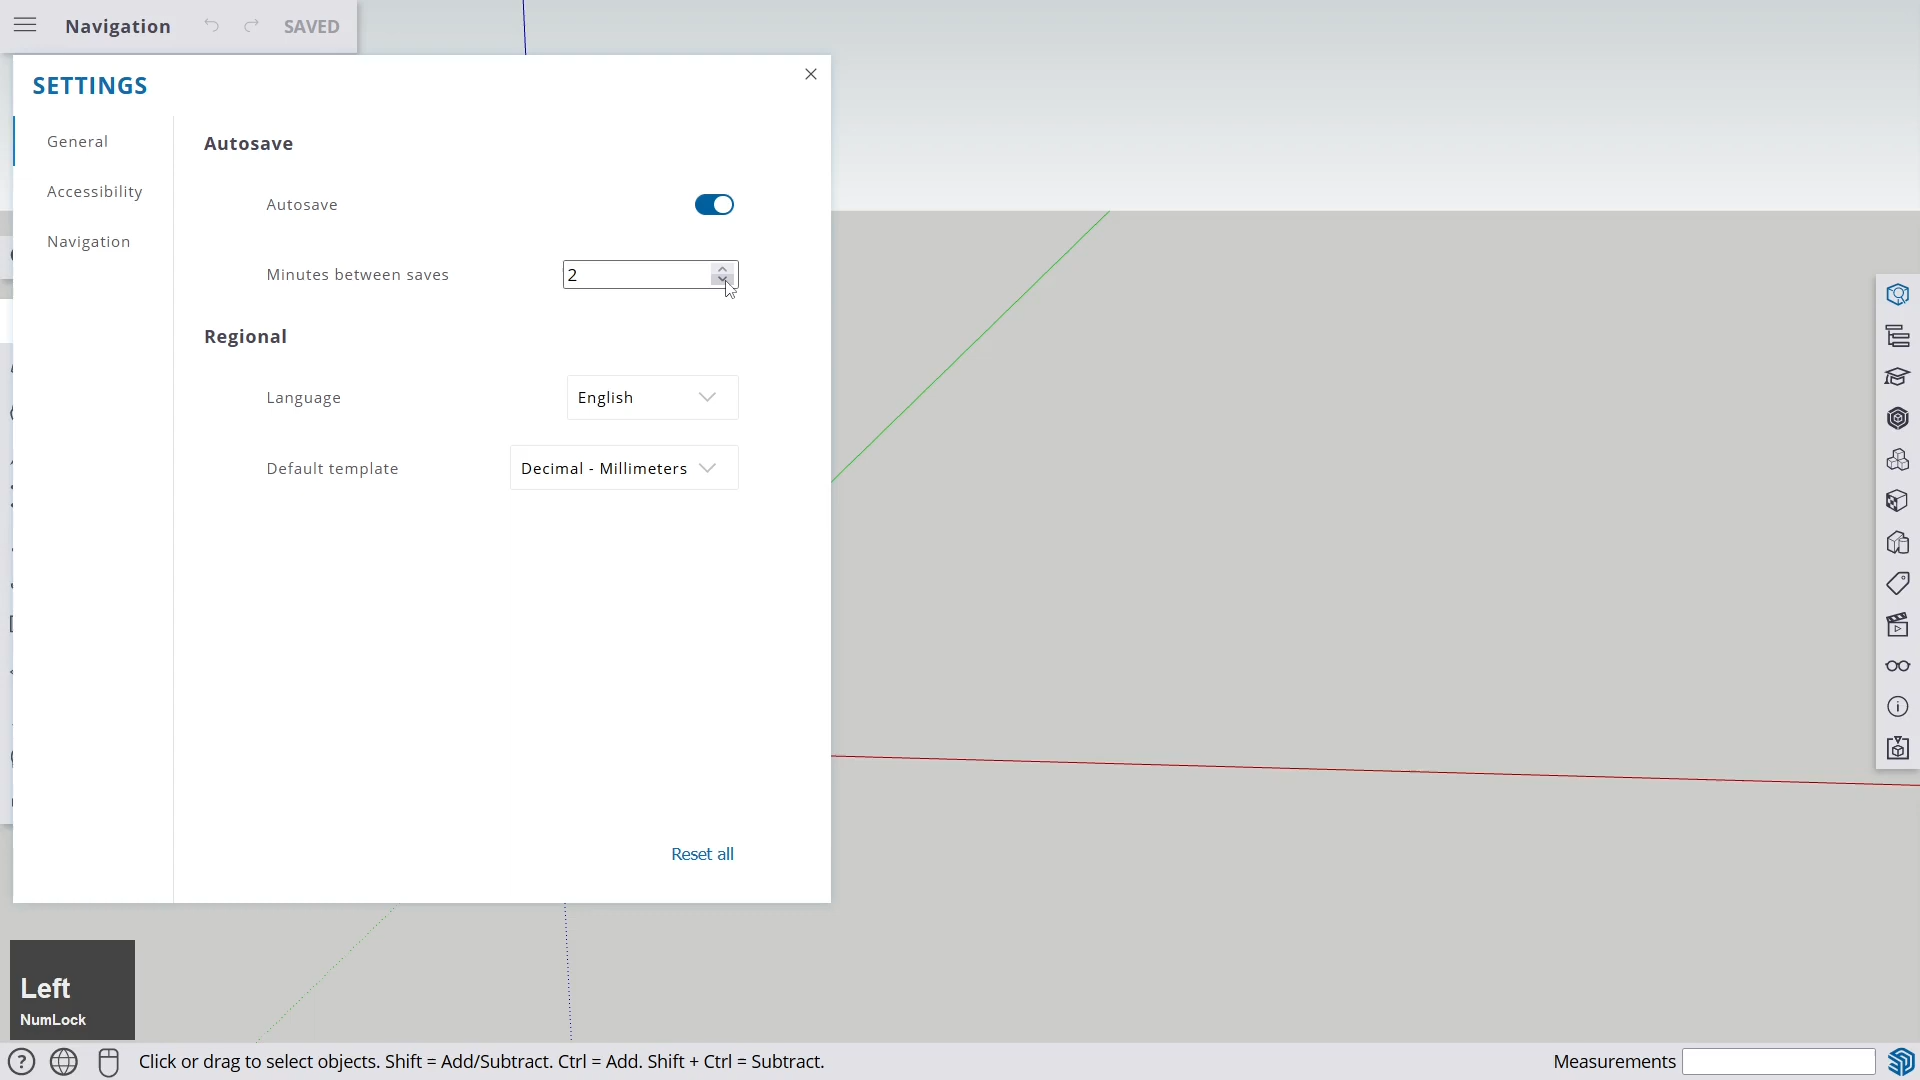 Navigation SAVED
SETTINGS
General
Accessibility
Navigation
Autosave
Autosave
Minutes between saves 2
Regional
Language English
Default template Decimal - Millimeters
Reset all
Left
NumLock
Click or drag to select objects. Shift = Add/Subtract. Ctrl = Add. Shift + Ctrl = Subtract.
Measurements